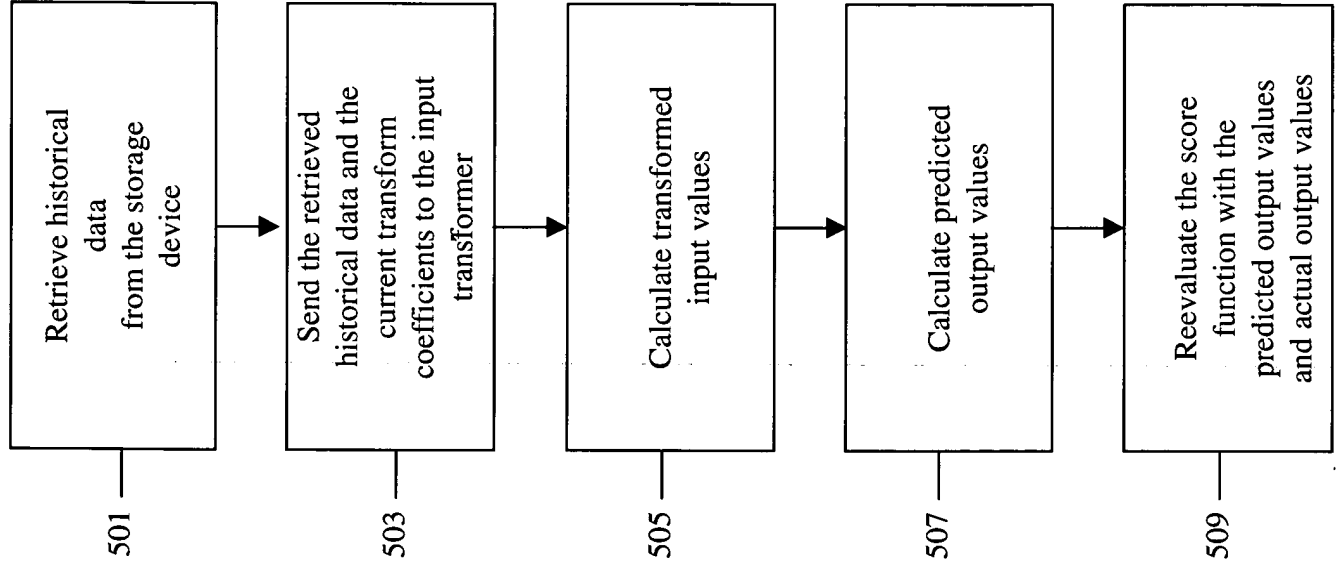 501
Retrieve historical
data
from the storage
device
503
Send the retrieved
historical data and the
current transform
coefficients to the input
transformer
505
Calculate transformed
input values
507
Calculate predicted
output values
509
Reevaluate the score
function with the
predicted output values
and actual output values